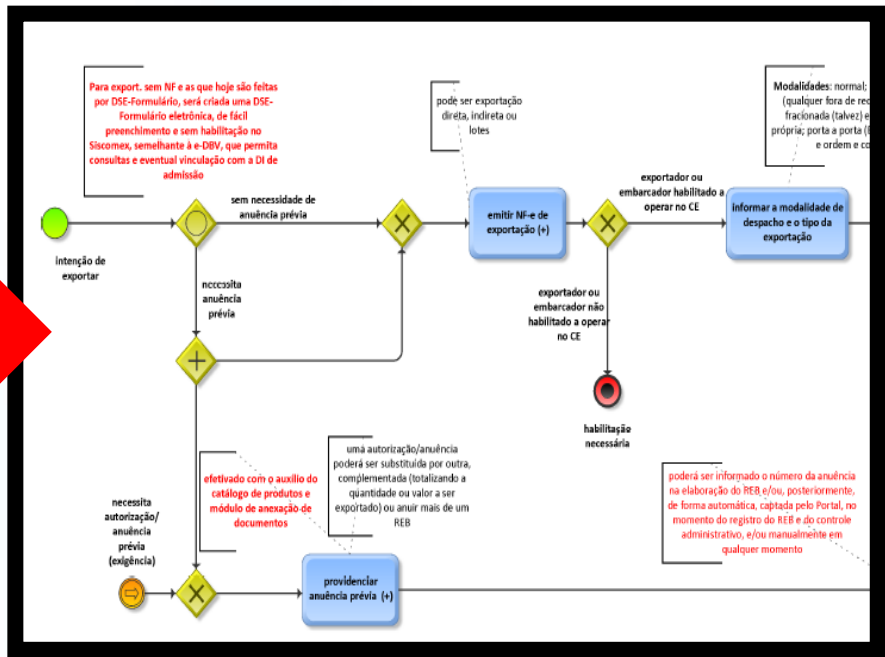 Para export. sem NF e as que hoje são feitas
por DSE-Formulário, será criada uma DSE-
Formulário eletrônica, de fácil
preenchimento e sem habilitação no
Siscomex, semelhante à e-DBV, que permita
consultas e eventual vinculação com a DI de
admissão
pode ser exportação
direta, indireta ou
lotes
Modalidades: normal;
(qualquer fora de
fracionada (talvez) e
própria; porta a porta
e ordem e
sem necessidade de
anuência prévia
exportador ou
embarcador habilitado a
operar no CE
emitir NF-e de
exportação (+)
informar a modalidade de
despacho e o tipo da
exportação
intenção de
exportar
necessita
anuência
prévia
exportador ou
embarcador não
habilitado a operar
no CE
habilitação
necessária
efetivado com o auxílio do
catálogo de produtos e
módulo de anexação de
documentos
uma autorização/anuência
poderá ser substituída por outra,
complementada (totalizando a
quantidade ou valor a ser
exportado) ou anuir mais de um
REB
poderá ser informado o número da anuência
na elaboração do REB e/ou, posteriormente,
de forma automática, captada pelo Portal, no
momento do registro do REB e do controle
administrativo, e/ou manualmente em
qualquer momento
necessita
autorização/
anuência
prévia
(exigência)
providenciar
anuência prévia (+)